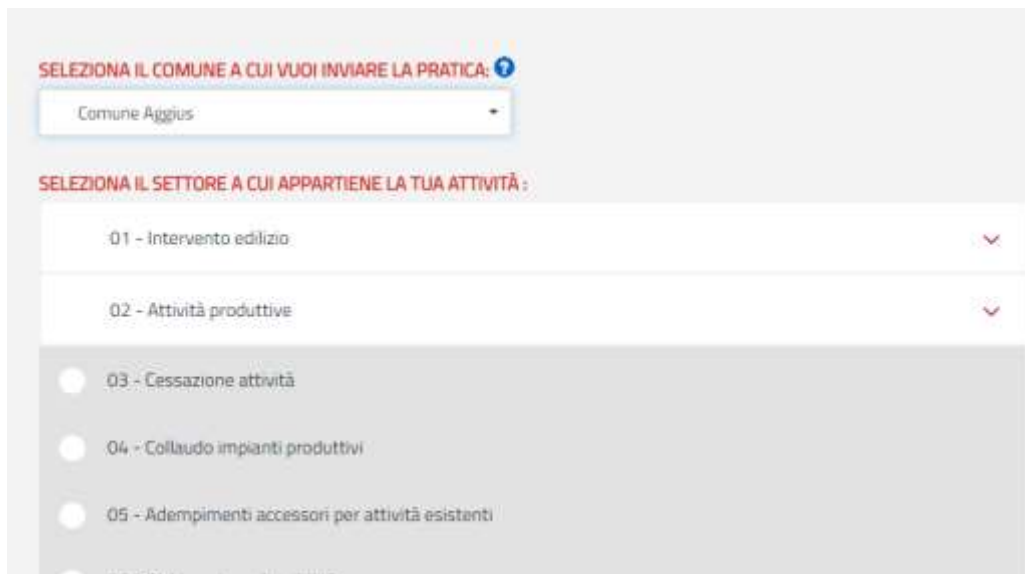 SELEZIONA IL COMUNE A CUI VUOI INVIARE LA PRATICA: ?
Comune Aggius
SELEZIONA IL SETTORE A CUI APPARTIENE LA TUA ATTIVITÀ :
01 - Intervento edilizio
02 - Attività produttive
03 - Cessazione attività
04 - Collaudo impianti produttivi
05 - Adempimenti accessori per attività esistenti